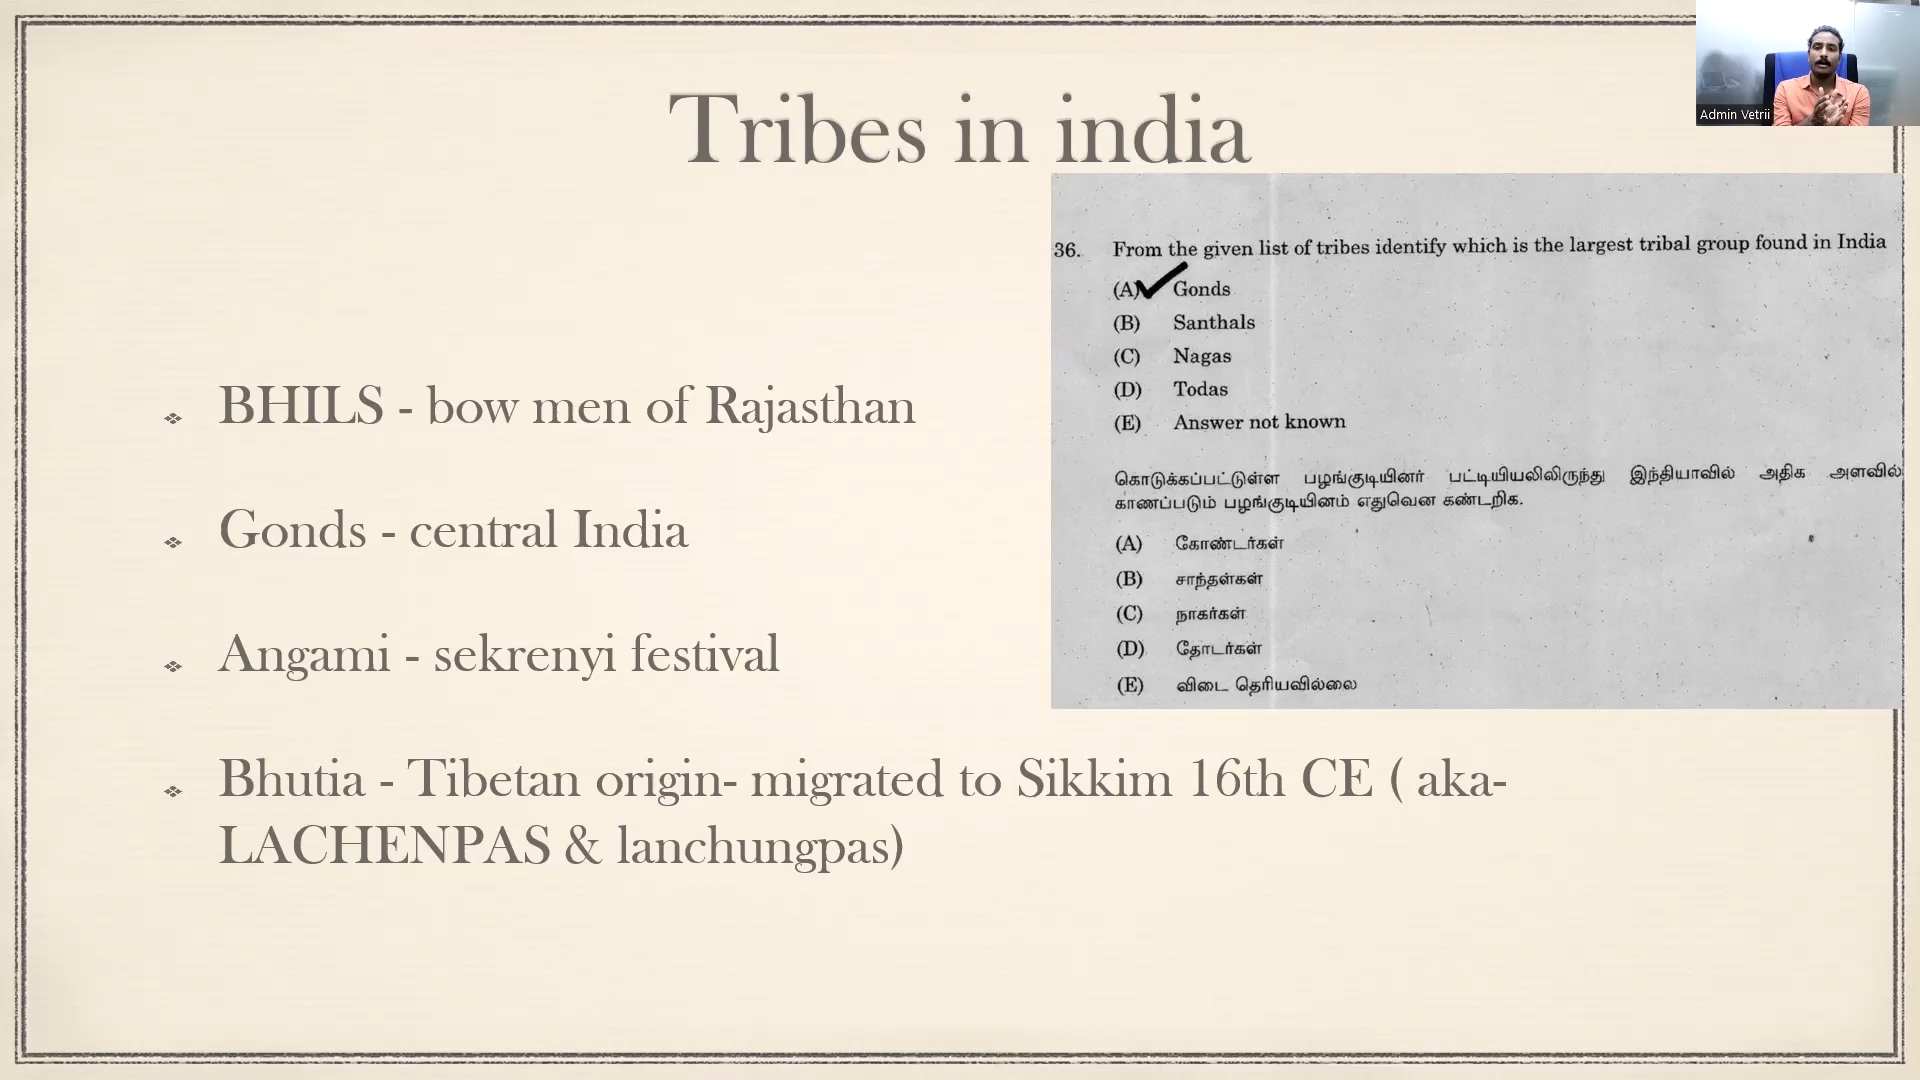 Tribes in india
Admin Vetrii
36. From the given list of tribes identify which is the largest tribal group found in India
(A) Gonds
(B) Santhals
(C) Nagas
(D) Todas
(E) Answer not known
கொடுக்கப்பட்டுள்ள பழங்குடியினர் பட்டியியலிலிருந்து இந்தியாவில் அதிக அளவில்
காணப்படும் பழங்குடியினம் எதுவென கண்டறிக.
(A) கோண்டர்கள்
(B) சாந்தள்கள்
(C) நாகர்கள்
(D) தோடர்கள்
(E) விடை தெரியவில்லை
BHILS - bow men of Rajasthan
Gonds - central India
Angami - sekrenyi festival
Bhutia - Tibetan origin- migrated to Sikkim 16th CE ( aka-
LACHENPAS & lanchungpas)